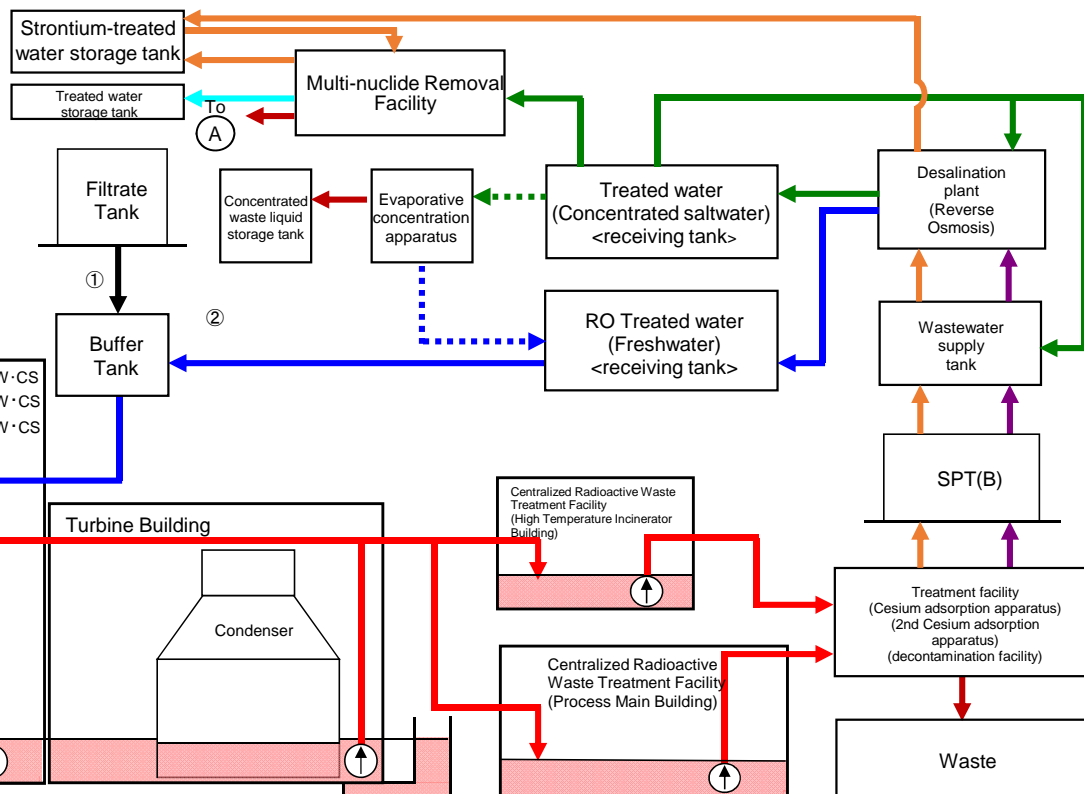 Strontium-treated
water storage tank
Treated water
storage tank
To
A
Multi-nuclide Removal
Facility
Filtrate
Tank
Concentrated
waste liquid
storage tank
Evaporative
concentration
apparatus
Treated water
(Concentrated saltwater)
<receiving tank>
Desalination
plant
(Reverse
Osmosis)
①
②
Buffer
Tank
RO Treated water
(Freshwater)
<receiving tank>
Wastewater
supply
tank
W・CS
W・CS
W・CS
SPT(B)
Turbine Building
Condenser
Centralized Radioactive Waste
Treatment Facility
(High Temperature Incinerator
Building)
Treatment facility
(Cesium adsorption apparatus)
(2nd Cesium adsorption
apparatus)
(decontamination facility)
Centralized Radioactive
Waste Treatment Facility
(Process Main Building)
Waste